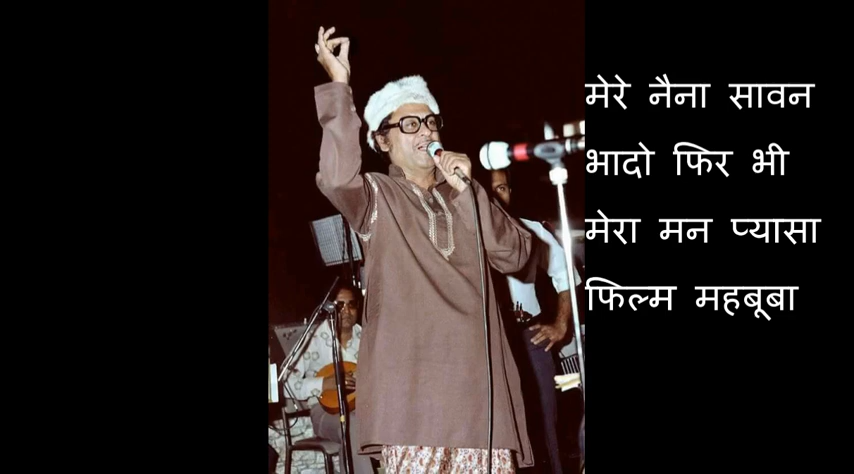 मेरे नैना सावन
भादो फिर भी
मेरा मन प्यासा
फिल्म महबूबा